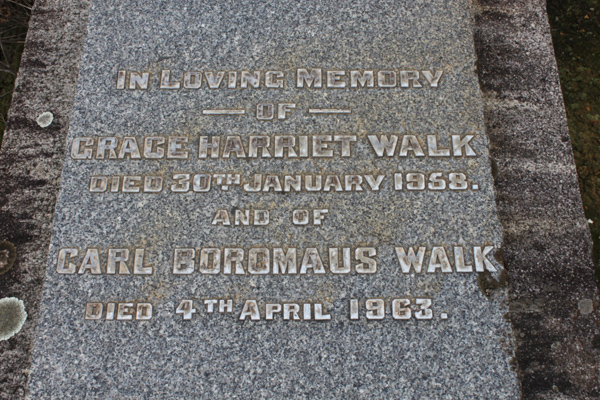 In Loving Memory
— OF —
GRACE HARRIET WALK
DIED 30TH JANUARY 1958.
AND OF
CARL BOROMAUS WALK
DIED 4TH APRIL 1963.